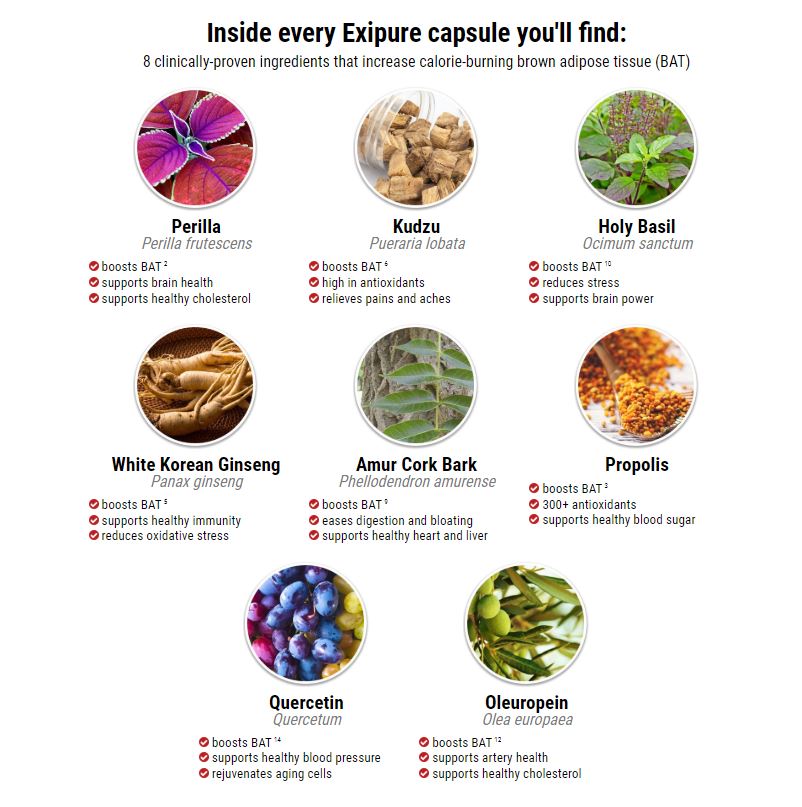 Inside every Exipure capsule you'll find:
8 clinically-proven ingredients that increase calorie-burning brown adipose tissue (BAT)
Perilla
Perilla frutescens
boosts BAT ²
supports brain health
supports healthy cholesterol
Kudzu
Pueraria lobata
boosts BAT ⁶
high in antioxidants
relieves pains and aches
Holy Basil
Ocimum sanctum
boosts BAT ¹⁰
reduces stress
supports brain power
White Korean Ginseng
Panax ginseng
boosts BAT ⁵
supports healthy immunity
reduces oxidative stress
Amur Cork Bark
Phellodendron amurense
boosts BAT ⁹
eases digestion and bloating
supports healthy heart and liver
Propolis
boosts BAT ³
300+ antioxidants
supports healthy blood sugar
Quercetin
Quercetum
boosts BAT ¹⁴
supports healthy blood pressure
rejuvenates aging cells
Oleuropein
Olea europaea
boosts BAT ¹²
supports artery health
supports healthy cholesterol